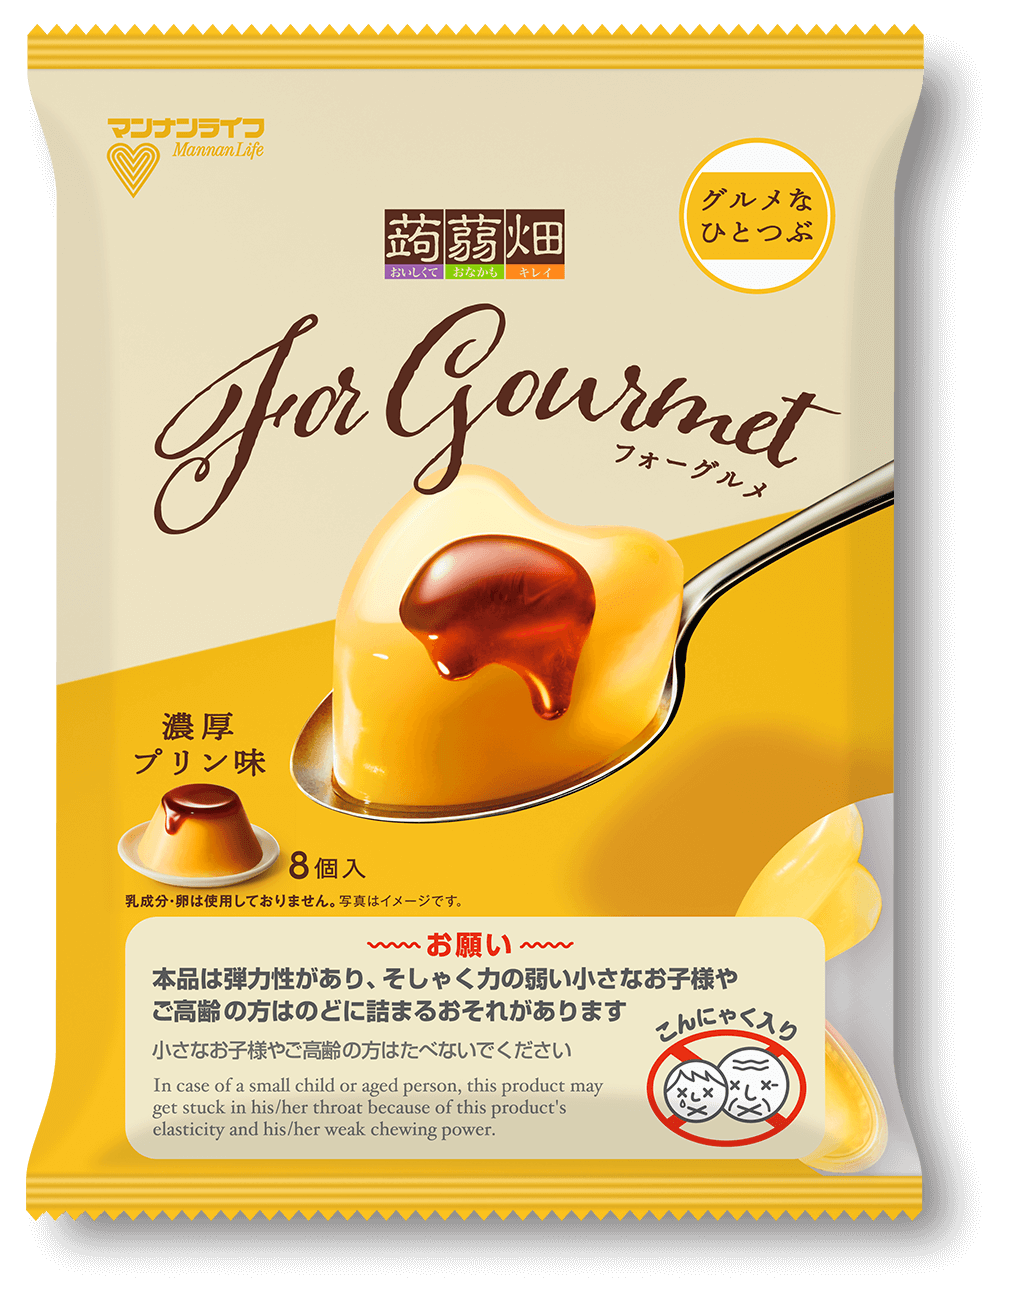 マンナンライフ
Mannan Life
グルメな
ひとつぶ
蒟蒻畑
おいしくて おなかも キレイ
For Gourmet
フォーグルメ
濃厚
プリン味
8個入
乳成分・卵は使用しておりません。写真はイメージです。
お願い
本品は弾力性があり、そしゃく力の弱い小さなお子様や
ご高齢の方はのどに詰まるおそれがあります
小さなお子様やご高齢の方はたべないでください
こんにゃく入り
In case of a small child or aged person, this product may
get stuck in his/her throat because of this product's
elasticity and his/her weak chewing power.